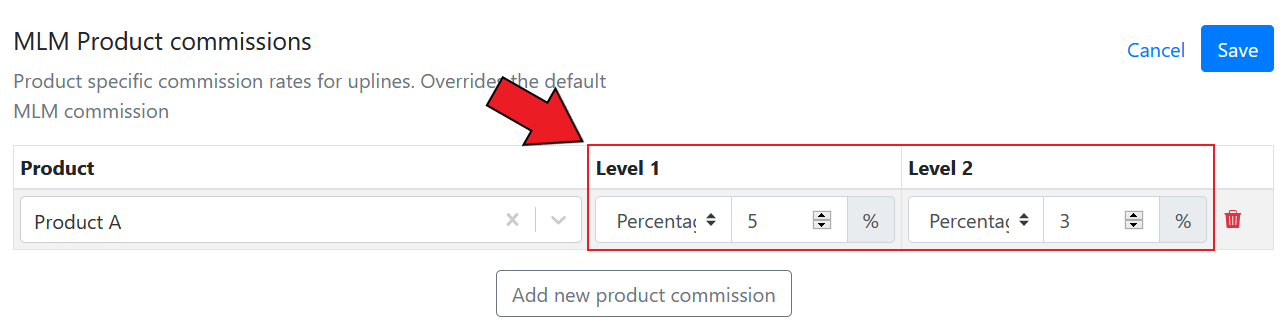 MLM Product commissions
Cancel
Save
Product specific commission rates for uplines. Overrides the default
MLM commission
Product
Level 1
Level 2
Product A
Percentag
5
%
Percentag
3
%
Add new product commission